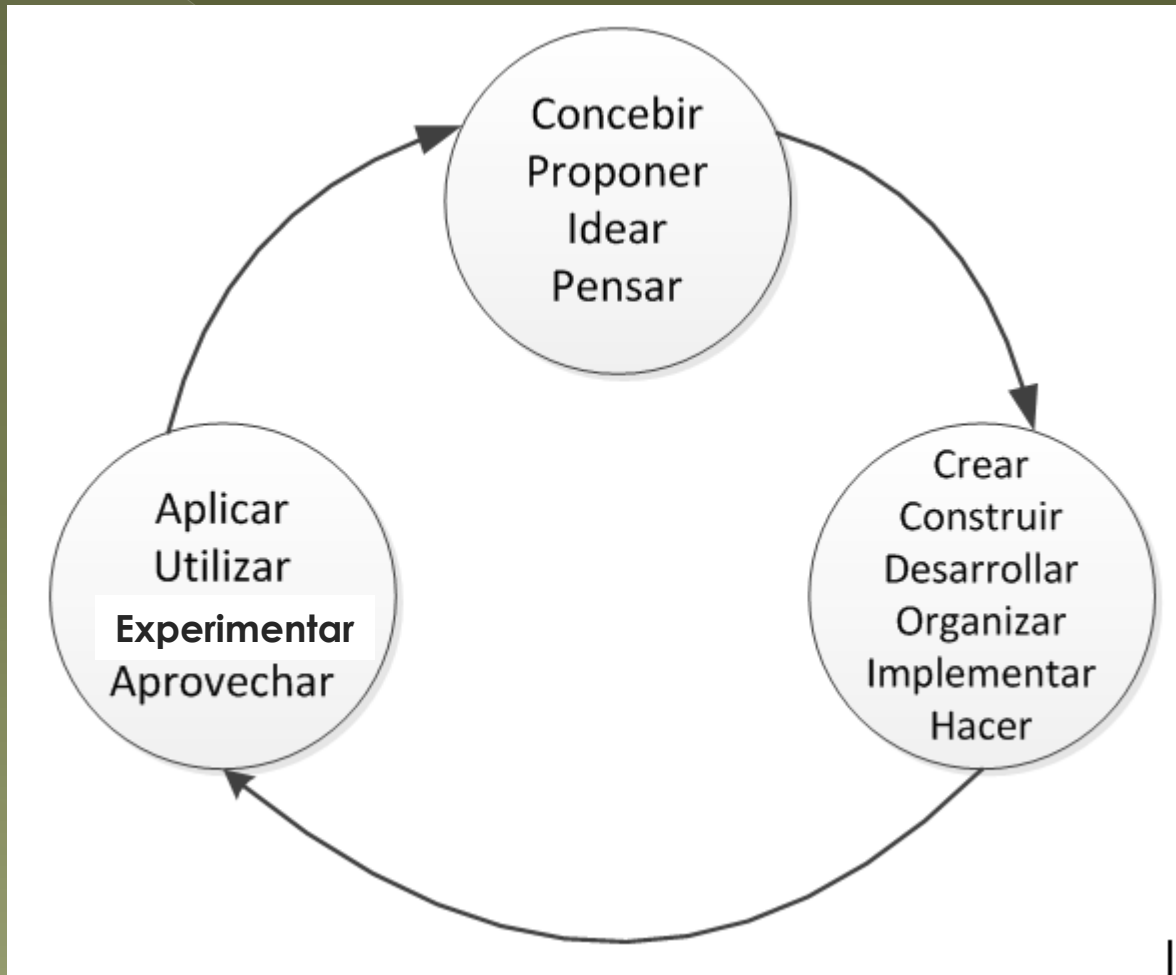 Concebir
Proponer
Idear
Pensar
Crear
Construir
Desarrollar
Organizar
Implementar
Hacer
Aplicar
Utilizar
Experimentar
Aprovechar